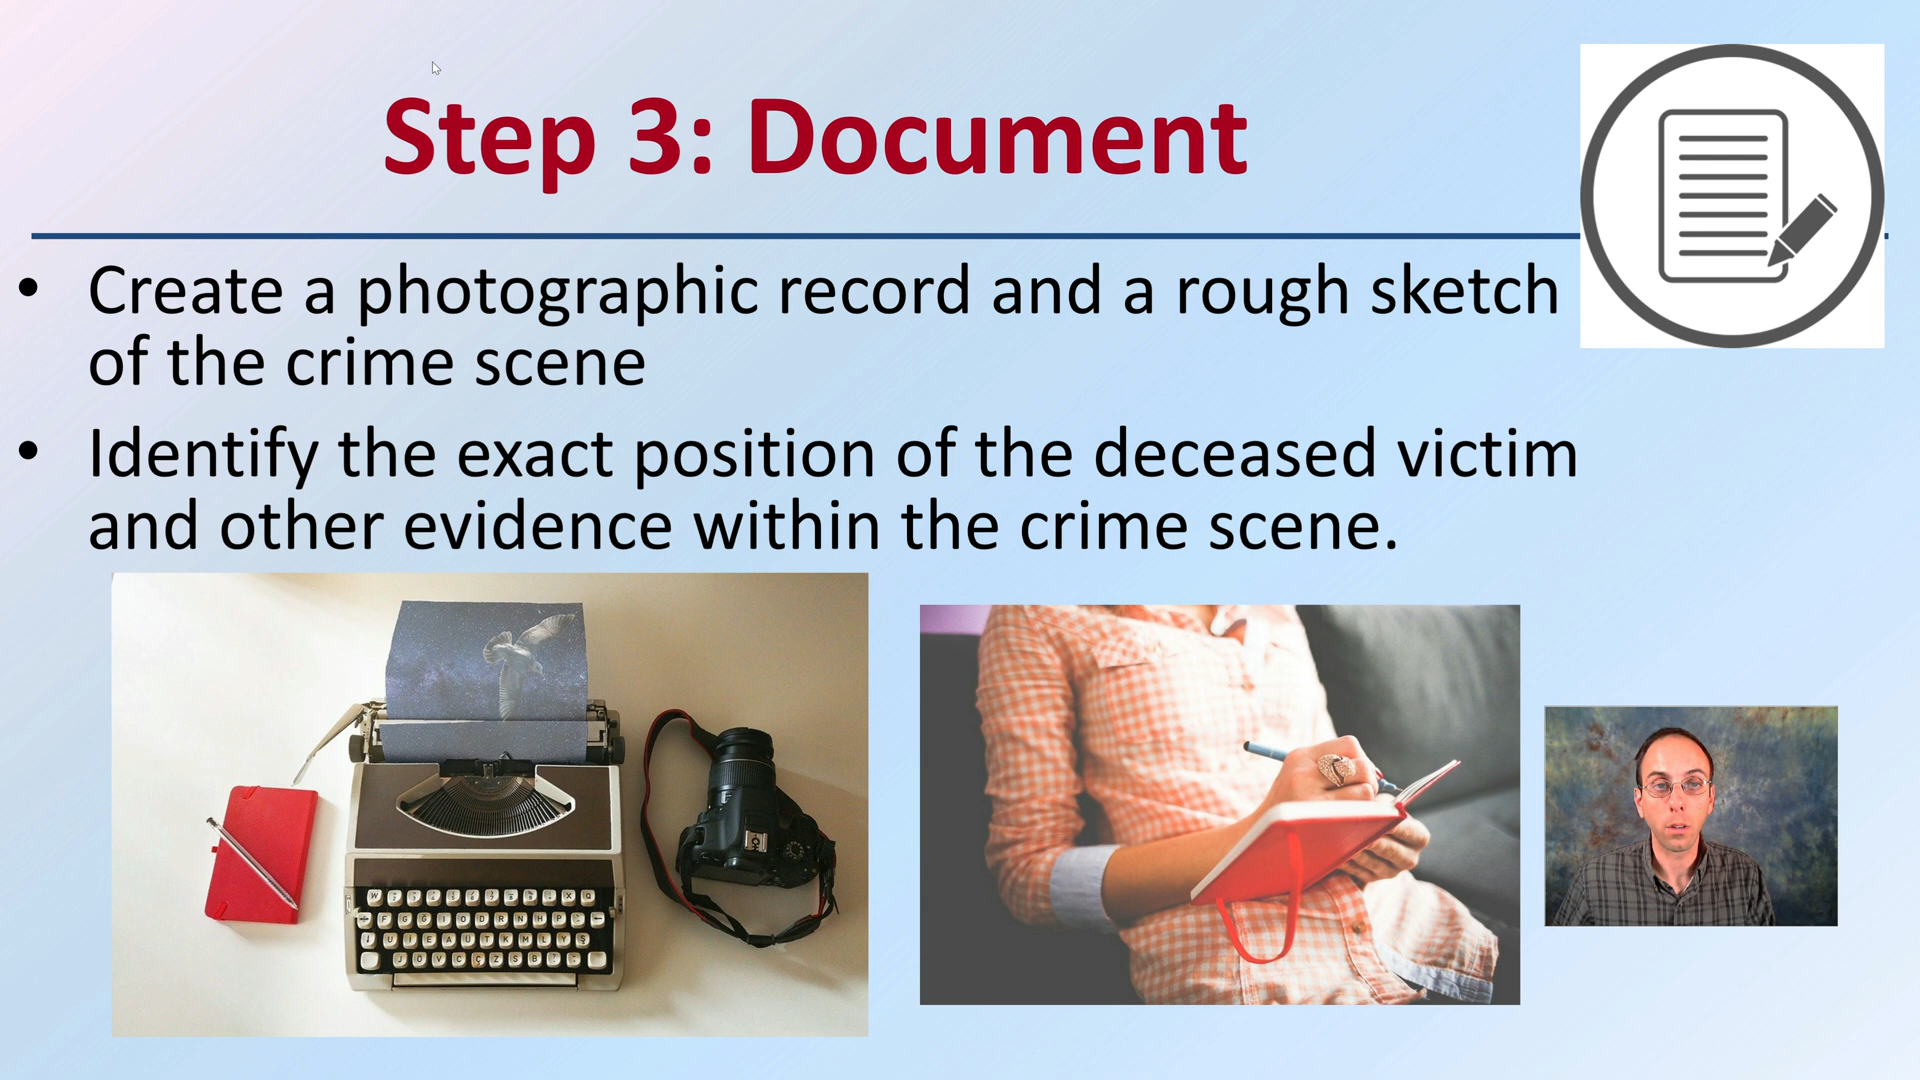 Step 3: Document
• Create a photographic record and a rough sketch
of the crime scene
• Identify the exact position of the deceased victim
and other evidence within the crime scene.